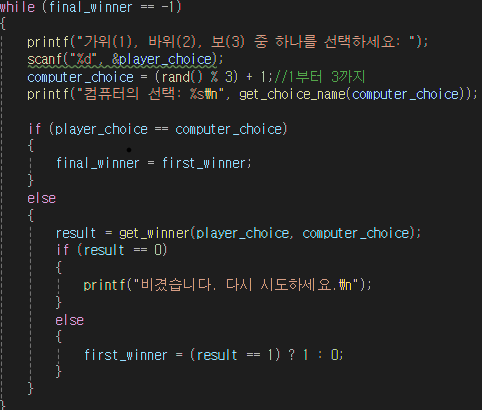 while (final_winner == -1)
{
printf("가위(1), 바위(2), 보(3) 중 하나를 선택하세요: ");
scanf("%d", &player_choice);
computer_choice = (rand() % 3) + 1;//1부터 3까지
printf("컴퓨터의 선택: %s₩n", get_choice_name(computer_choice));
if (player_choice == computer_choice)
{
final_winner = first_winner;
}
else
{
result = get_winner(player_choice, computer_choice);
if (result == 0)
{
printf("비겼습니다. 다시 시도하세요.₩n");
}
else
{
first_winner = (result == 1) ? 1 : 0;
}
}
}